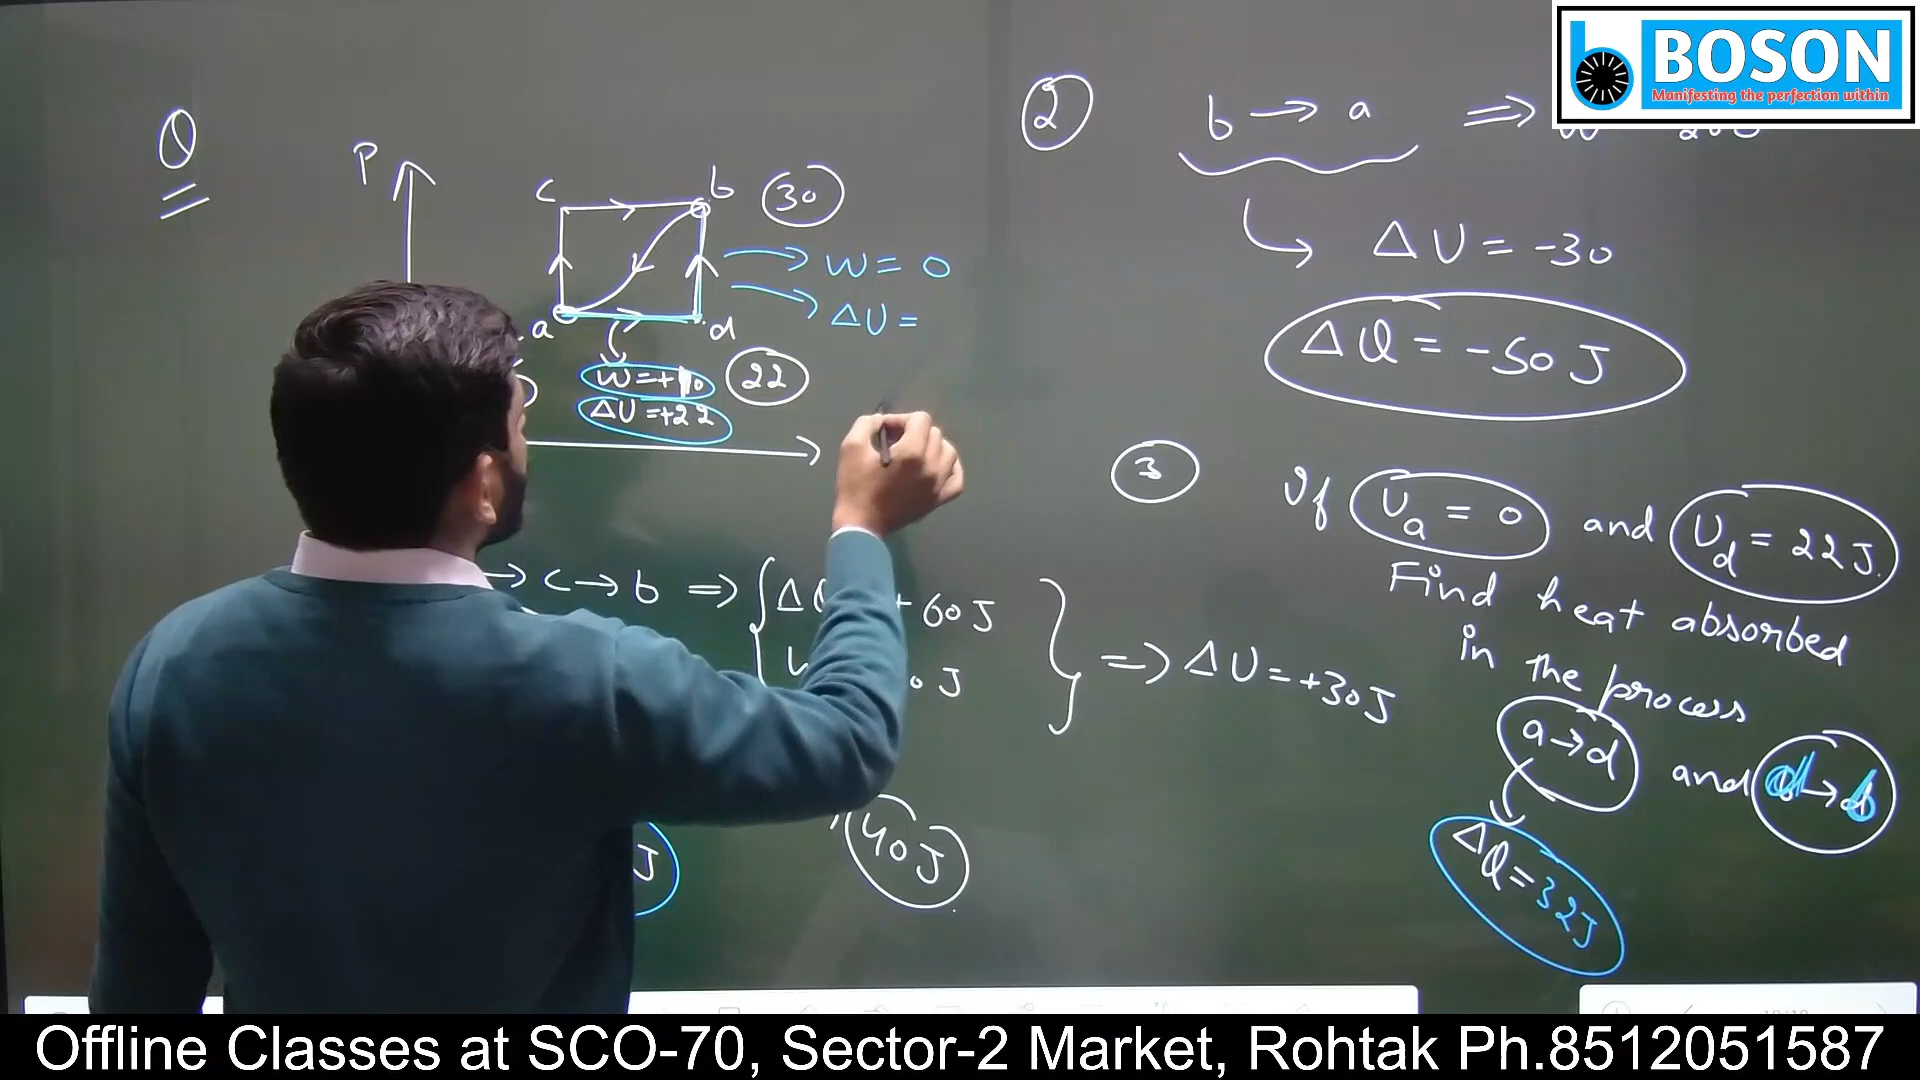 BOSON
Manifesting the perfection within
Q
P
c
b
30
→ W = 0
→ ΔU =
a
d
W = +10
22
ΔU = +22
→ c → b ⇒ { Δ + 60 J
0 J
} ⇒ ΔU = +30 J
J
40 J
2
b → a ⇒
ΔU = -30
ΔQ = -50 J
3
If Ua = 0 and Ud = 22 J.
Find heat absorbed
in the process
a → d and d → b
ΔQ = 32 J
Offline Classes at SCO-70, Sector-2 Market, Rohtak Ph.8512051587